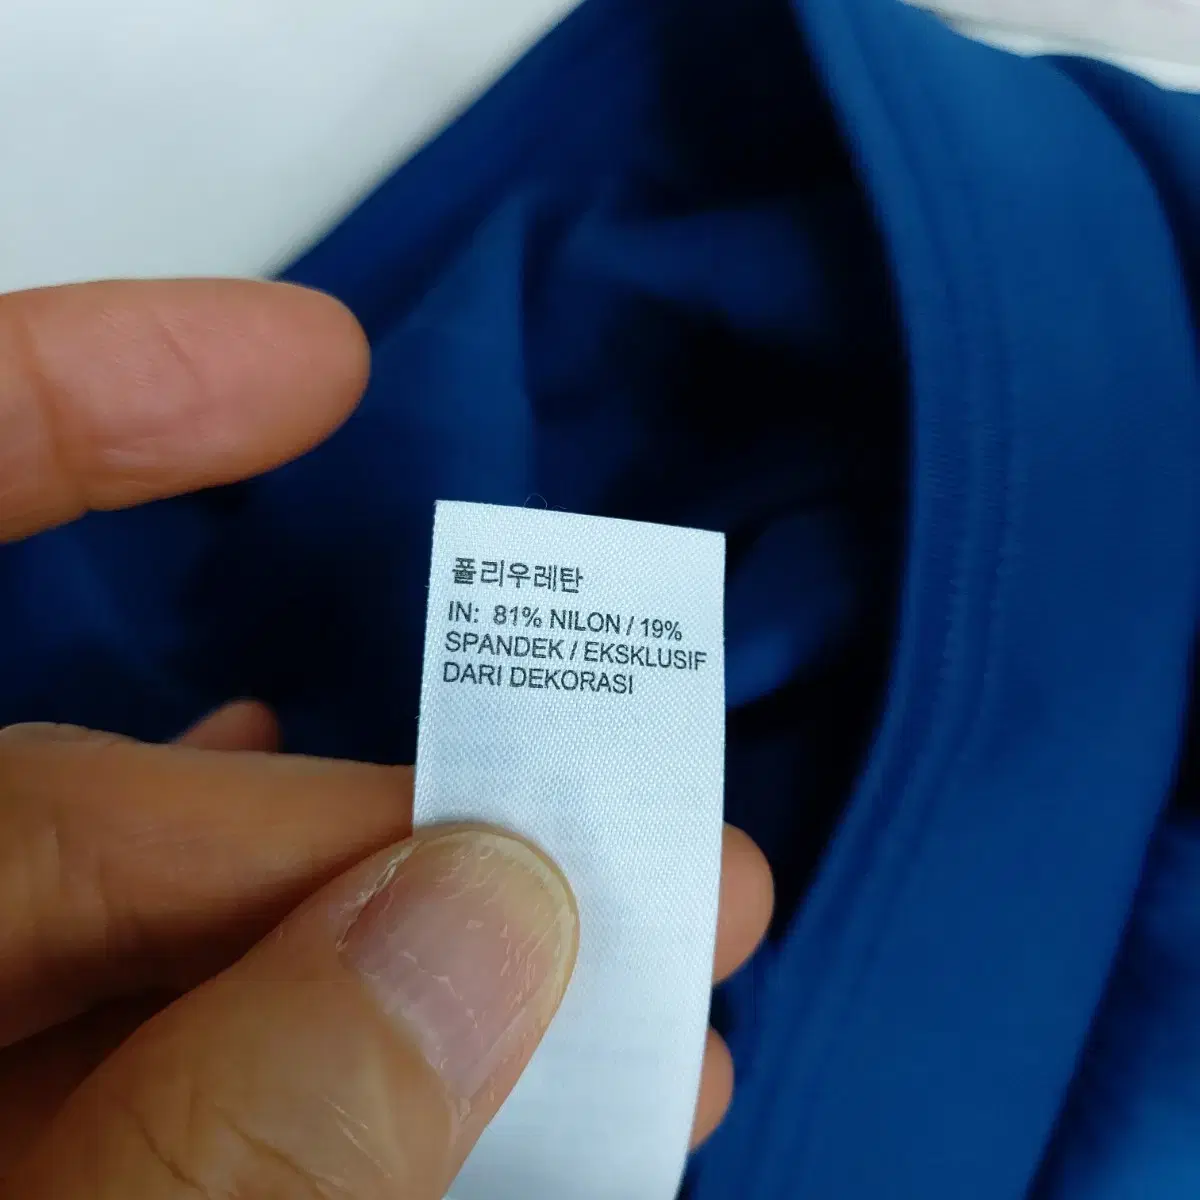 폴리우레탄
IN: 81% NILON / 19%
SPANDEK / EKSKLUSIF
DARI DEKORASI